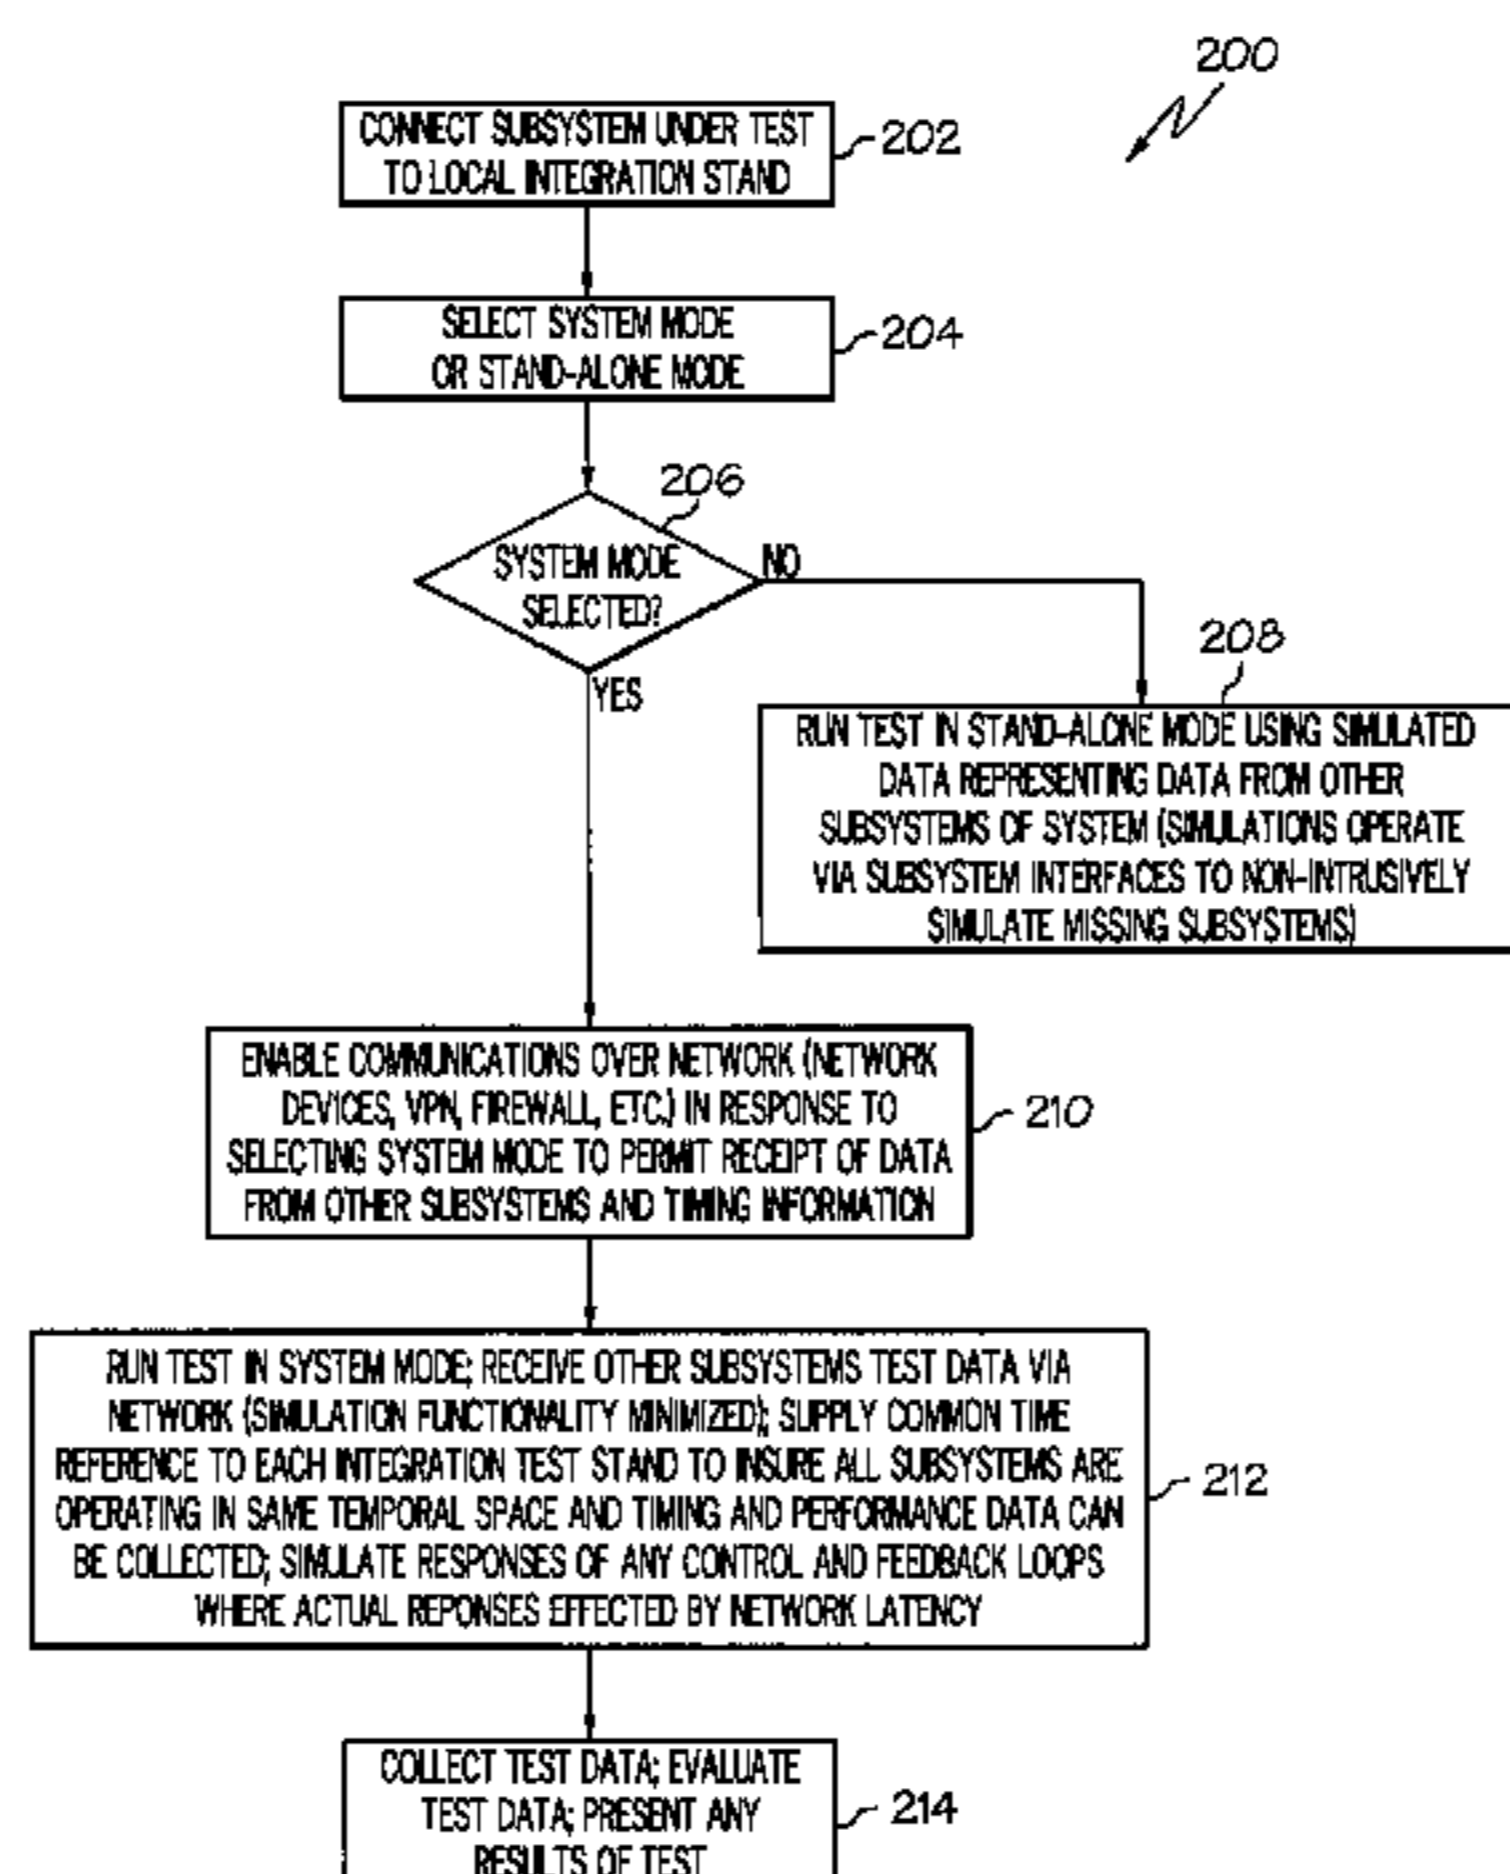 200
CONNECT SUBSYSTEM UNDER TEST
TO LOCAL INTEGRATION STAND
202
SELECT SYSTEM MODE
OR STAND-ALONE MODE
204
206
SYSTEM MODE
SELECTED?
NO
YES
208
RUN TEST IN STAND-ALONE MODE USING SIMULATED
DATA REPRESENTING DATA FROM OTHER
SUBSYSTEMS OF SYSTEM (SIMULATIONS OPERATE
VIA SUBSYSTEM INTERFACES TO NON-INTRUSIVELY
SIMULATE MISSING SUBSYSTEMS)
ENABLE COMMUNICATIONS OVER NETWORK (NETWORK
DEVICES, VPN, FIREWALL, ETC.) IN RESPONSE TO
SELECTING SYSTEM MODE TO PERMIT RECEIPT OF DATA
FROM OTHER SUBSYSTEMS AND TIMING INFORMATION
210
RUN TEST IN SYSTEM MODE; RECEIVE OTHER SUBSYSTEMS TEST DATA VIA
NETWORK (SIMULATION FUNCTIONALITY MINIMIZED); SUPPLY COMMON TIME
REFERENCE TO EACH INTEGRATION TEST STAND TO INSURE ALL SUBSYSTEMS ARE
OPERATING IN SAME TEMPORAL SPACE AND TIMING AND PERFORMANCE DATA CAN
BE COLLECTED; SIMULATE RESPONSES OF ANY CONTROL AND FEEDBACK LOOPS
WHERE ACTUAL REPONSES EFFECTED BY NETWORK LATENCY
212
COLLECT TEST DATA; EVALUATE
TEST DATA; PRESENT ANY
RESULTS OF TEST
214